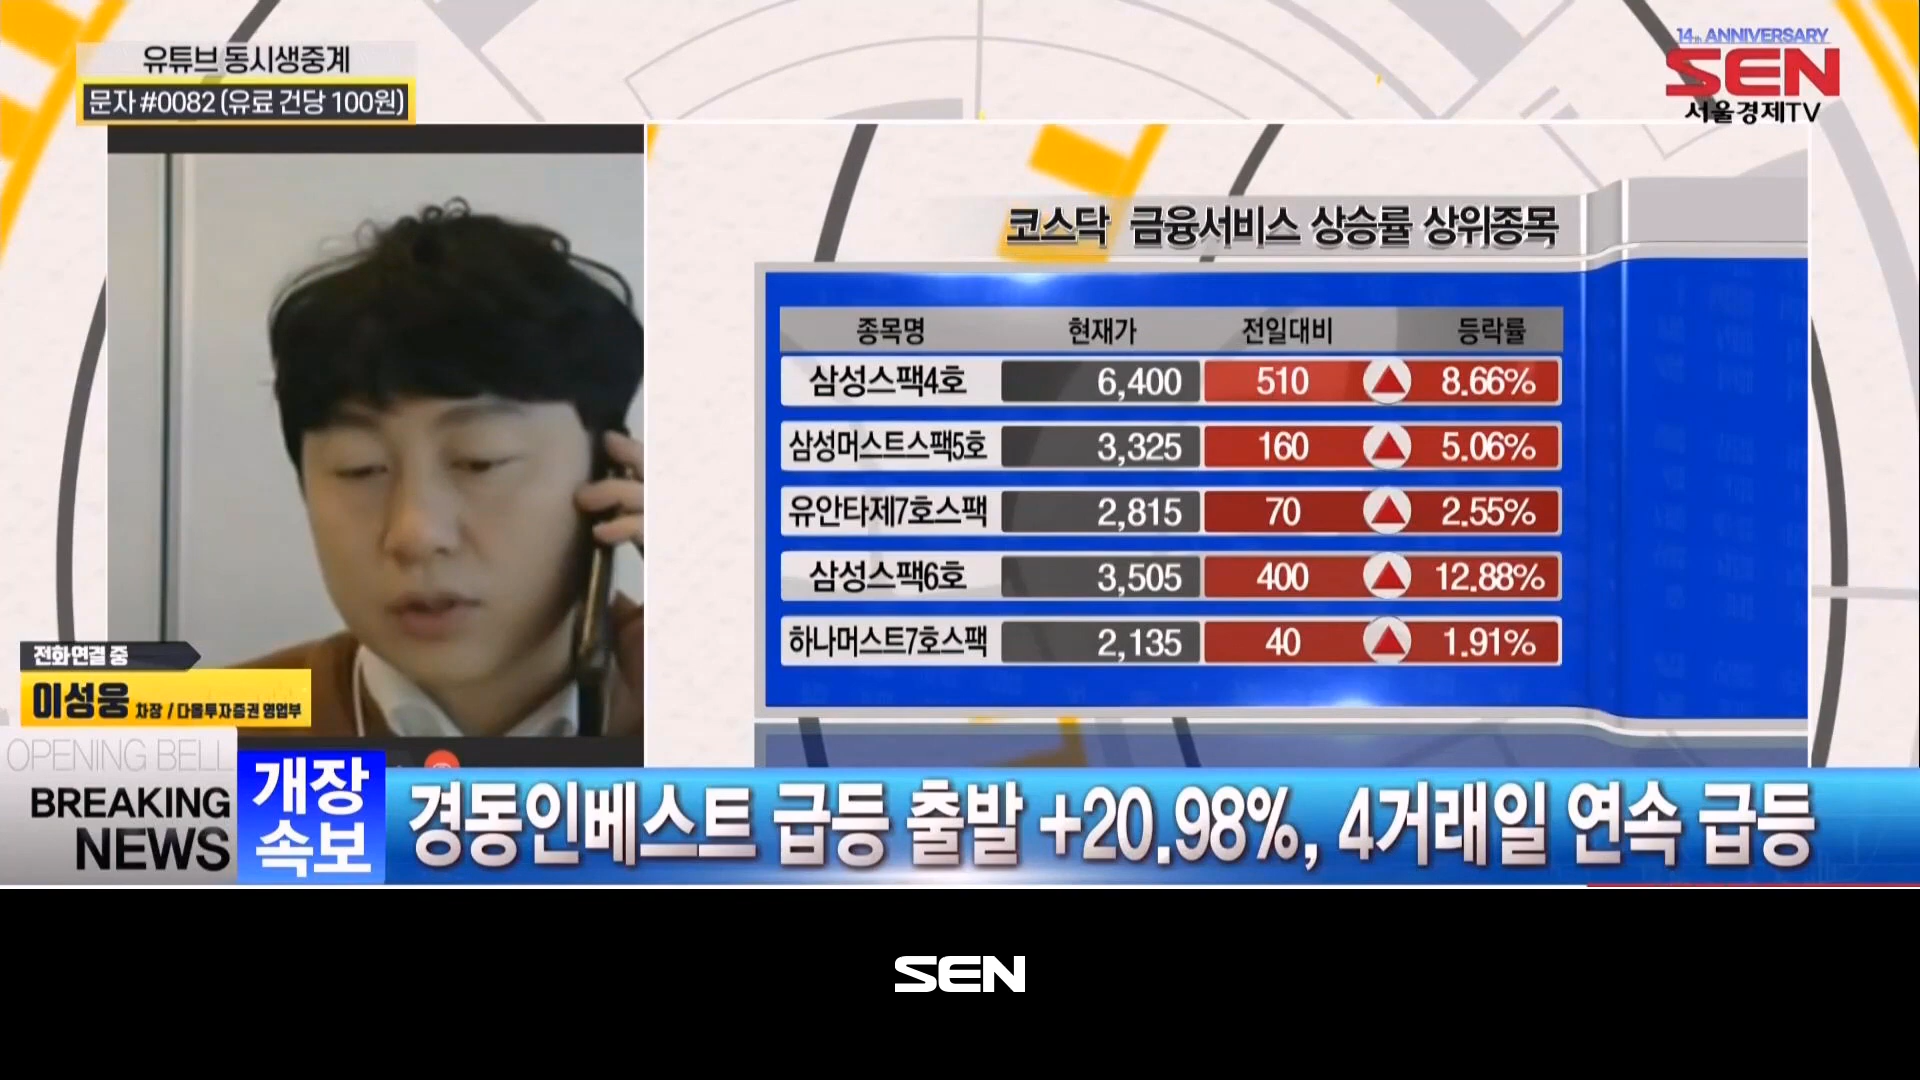 유튜브 동시생중계
문자 #0082 (유료 건당 100원)
14th ANNIVERSARY
SEN
서울경제TV
코스닥 금융서비스 상승률 상위종목
종목명 현재가 전일대비 등락률
삼성스팩4호 6,400 510 8.66%
삼성머스트스팩5호 3,325 160 5.06%
유안타제7호스팩 2,815 70 2.55%
삼성스팩6호 3,505 400 12.88%
하나머스트7호스팩 2,135 40 1.91%
전화연결 중
이성웅 차장 / 다올투자증권 영업부
OPENING BELL
BREAKING
NEWS
개장
속보
경동인베스트 급등 출발 +20.98%, 4거래일 연속 급등
SEN